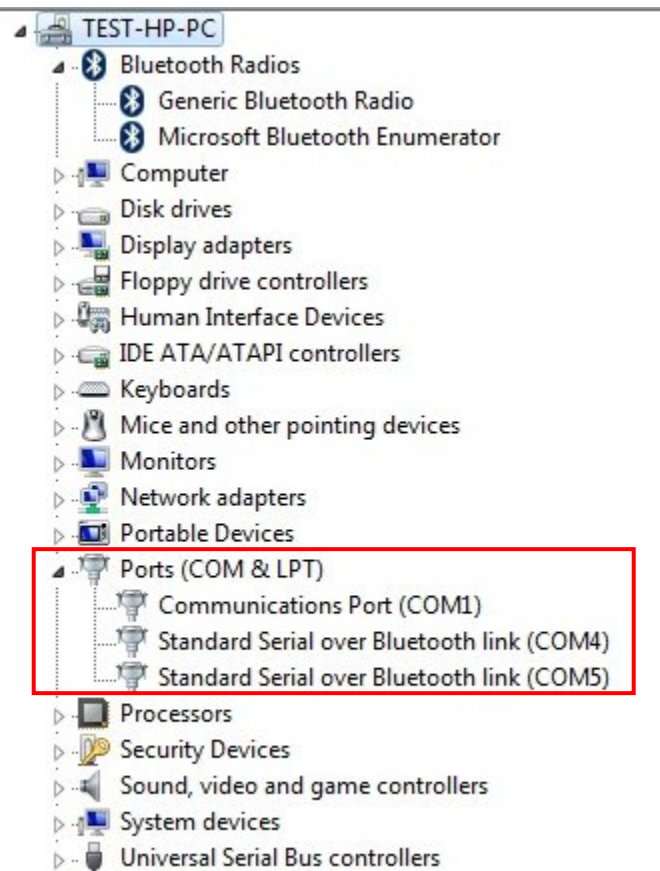 TEST-HP-PC
Bluetooth Radios
Generic Bluetooth Radio
Microsoft Bluetooth Enumerator
Computer
Disk drives
Display adapters
Floppy drive controllers
Human Interface Devices
IDE ATA/ATAPI controllers
Keyboards
Mice and other pointing devices
Monitors
Network adapters
Portable Devices
Ports (COM & LPT)
Communications Port (COM1)
Standard Serial over Bluetooth link (COM4)
Standard Serial over Bluetooth link (COM5)
Processors
Security Devices
Sound, video and game controllers
System devices
Universal Serial Bus controllers